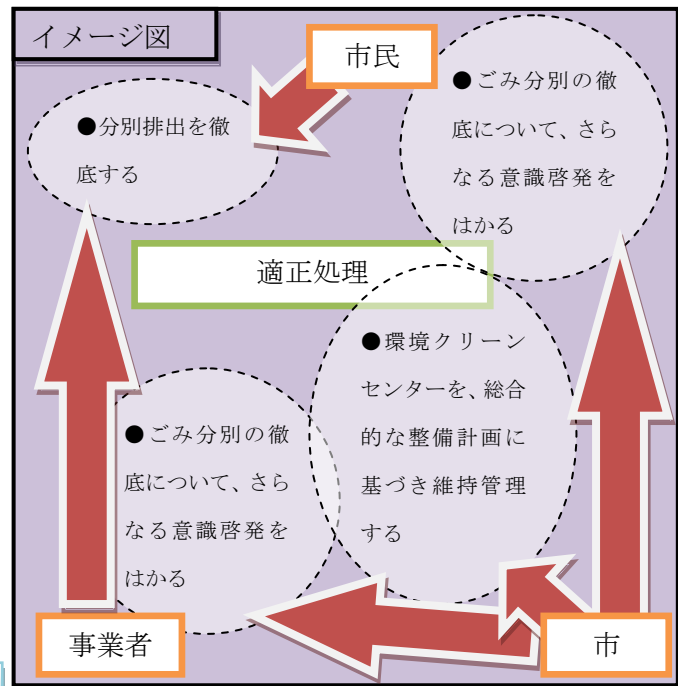 イメージ図
市民
●分別排出を徹
底する
●ごみ分別の徹
底について、さら
なる意識啓発を
はかる
適正処理
●環境クリーン
センターを、総合
的な整備計画に
基づき維持管理
する
●ごみ分別の徹
底について、さら
なる意識啓発を
はかる
事業者
市